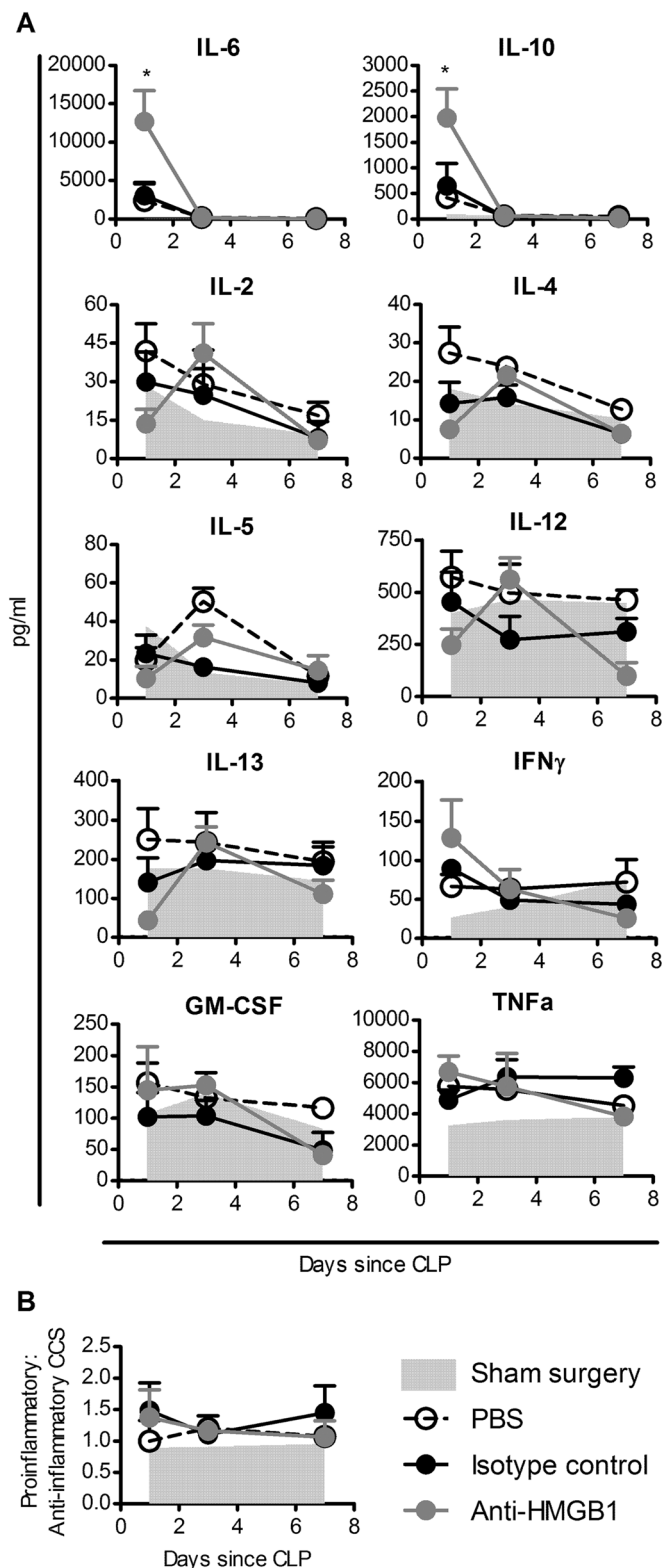 A
IL-6
20000
15000
10000
5000
0
*
0 2 4 6 8
IL-10
3000
2500
2000
1500
1000
500
0
*
0 2 4 6 8
IL-2
60
45
30
15
0
0 2 4 6 8
IL-4
40
30
20
10
0
0 2 4 6 8
IL-5
80
60
40
20
0
0 2 4 6 8
IL-12
750
500
250
0
0 2 4 6 8
pg/ml
IL-13
400
300
200
100
0
0 2 4 6 8
IFNγ
200
150
100
50
0
0 2 4 6 8
GM-CSF
250
200
150
100
50
0
0 2 4 6 8
TNFa
10000
8000
6000
4000
2000
0
0 2 4 6 8
Days since CLP
B
Proinflammatory:
Anti-inflammatory CCS
2.5
2.0
1.5
1.0
0.5
0.0
0 2 4 6 8
Days since CLP
Sham surgery
PBS
Isotype control
Anti-HMGB1